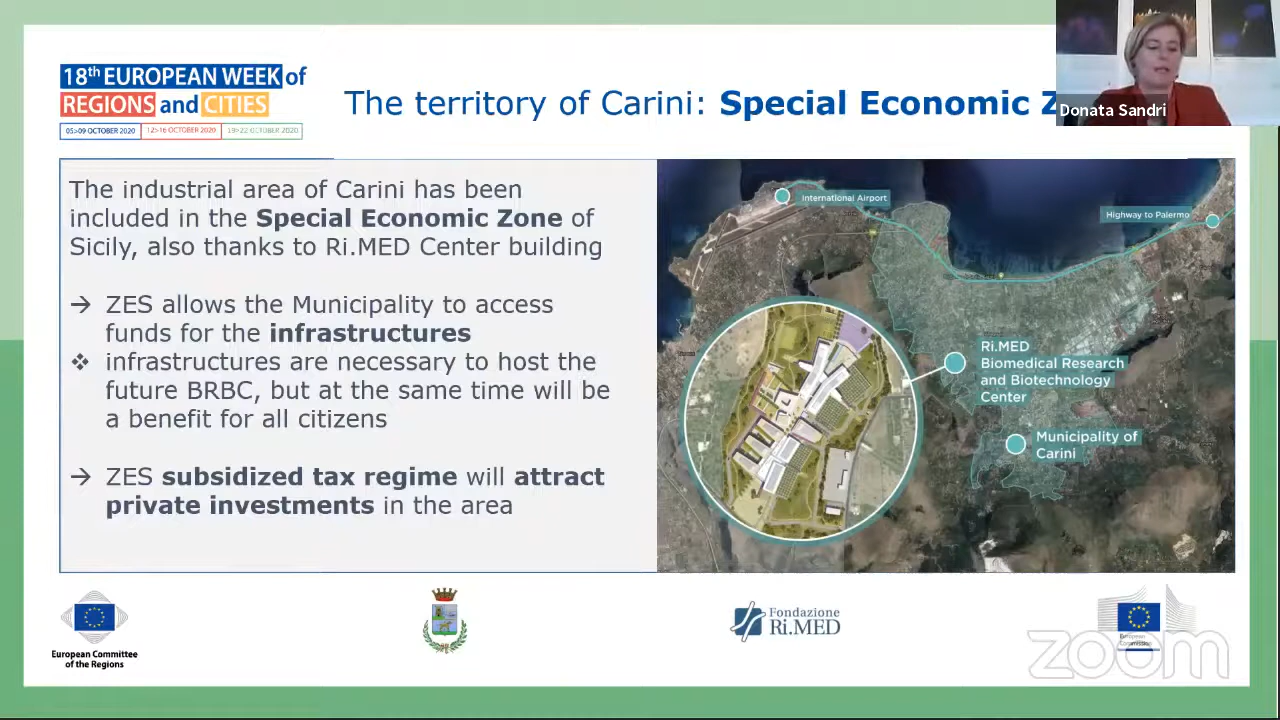 18th EUROPEAN WEEK of
REGIONS and CITIES
05>09 OCTOBER 2020 12>16 OCTOBER 2020 19>22 OCTOBER 2020
The territory of Carini: Special Economic Z
Donata Sandri
The industrial area of Carini has been
included in the Special Economic Zone of
Sicily, also thanks to Ri.MED Center building
→ ZES allows the Municipality to access
funds for the infrastructures
❖ infrastructures are necessary to host the
future BRBC, but at the same time will be
a benefit for all citizens
→ ZES subsidized tax regime will attract
private investments in the area
International Airport
Highway to Palermo
Ri.MED
Biomedical Research
and Biotechnology
Center
Municipality of
Carini
European Committee
of the Regions
Fondazione
Ri.MED
European
Commission
zoom